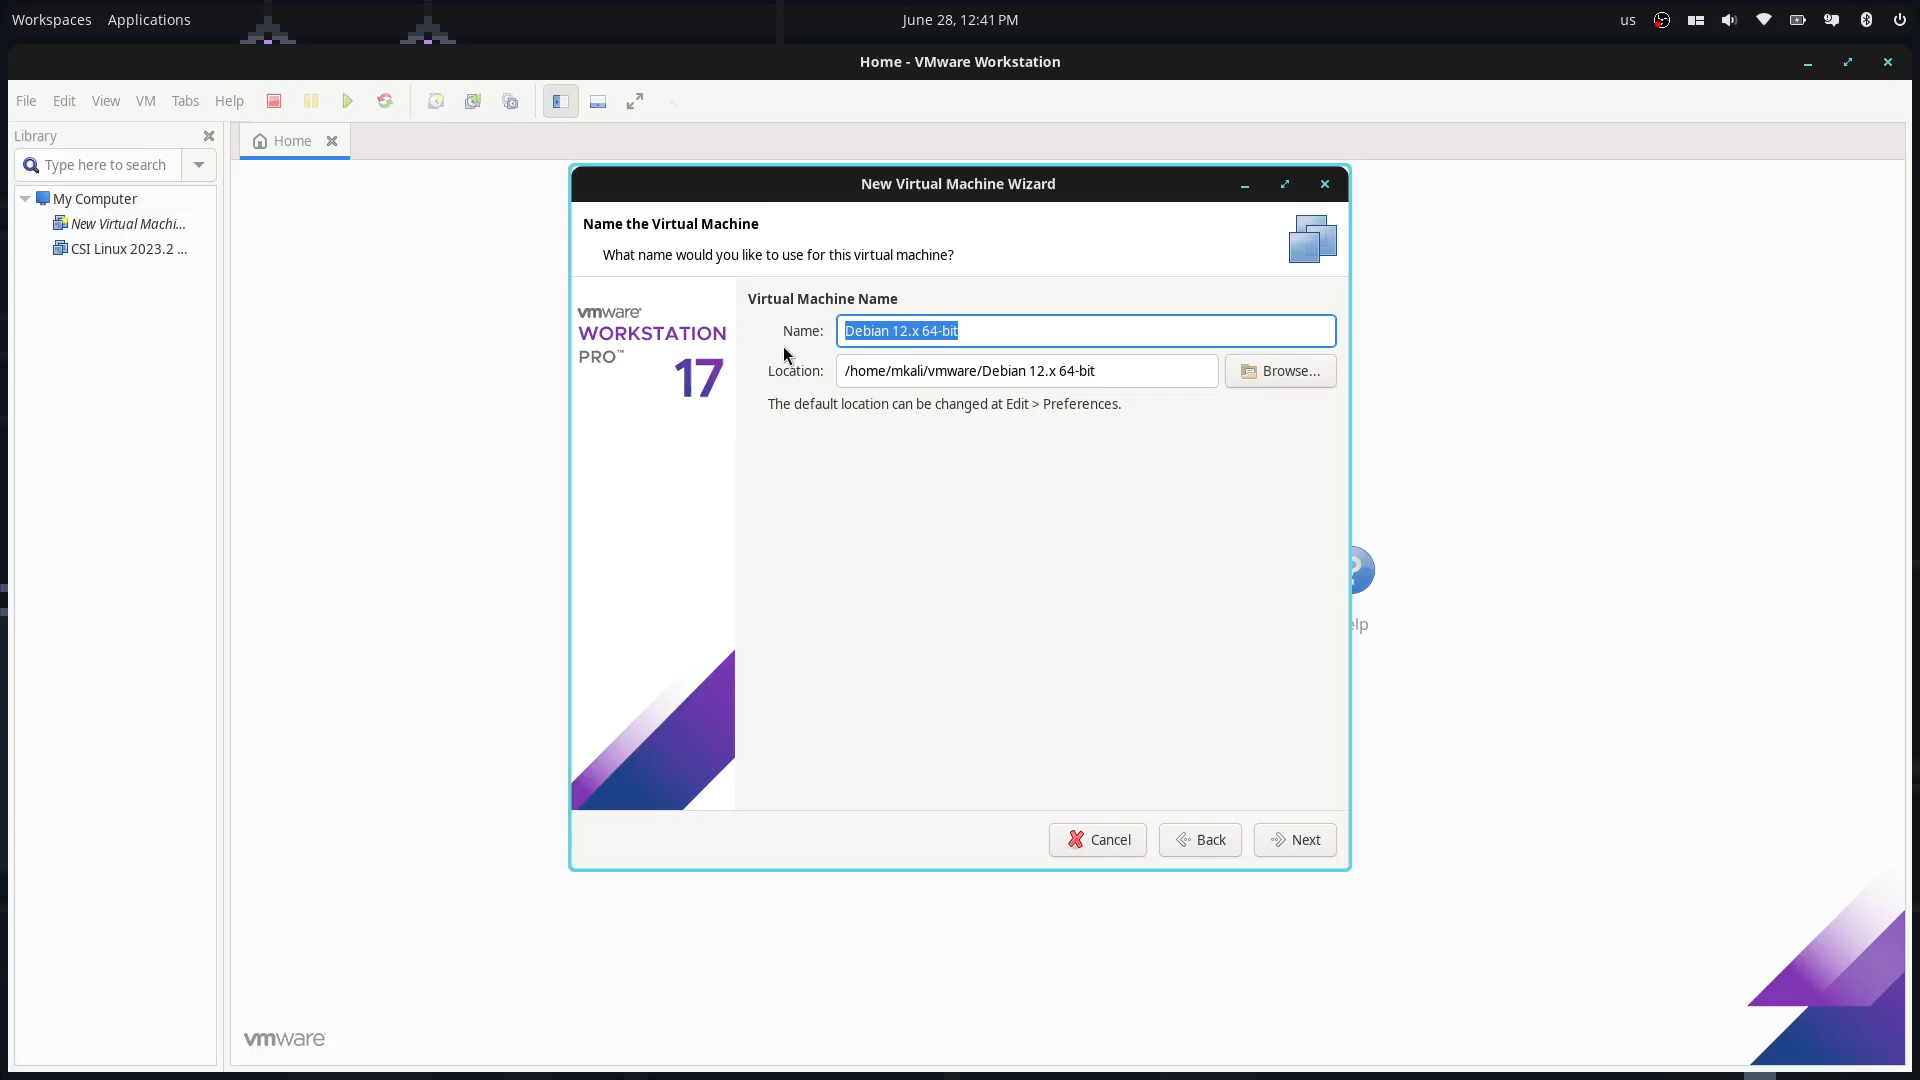 Workspaces Applications June 28, 12:41 PM us
Home - VMware Workstation
File Edit View VM Tabs Help
Library
Home
Type here to search
My Computer
New Virtual Machi...
CSI Linux 2023.2 ...
New Virtual Machine Wizard
Name the Virtual Machine
What name would you like to use for this virtual machine?
vmware
WORKSTATION
PRO™
17
Virtual Machine Name
Name: Debian 12.x 64-bit
Location: /home/mkali/vmware/Debian 12.x 64-bit Browse...
The default location can be changed at Edit > Preferences.
elp
Cancel Back Next
vmware